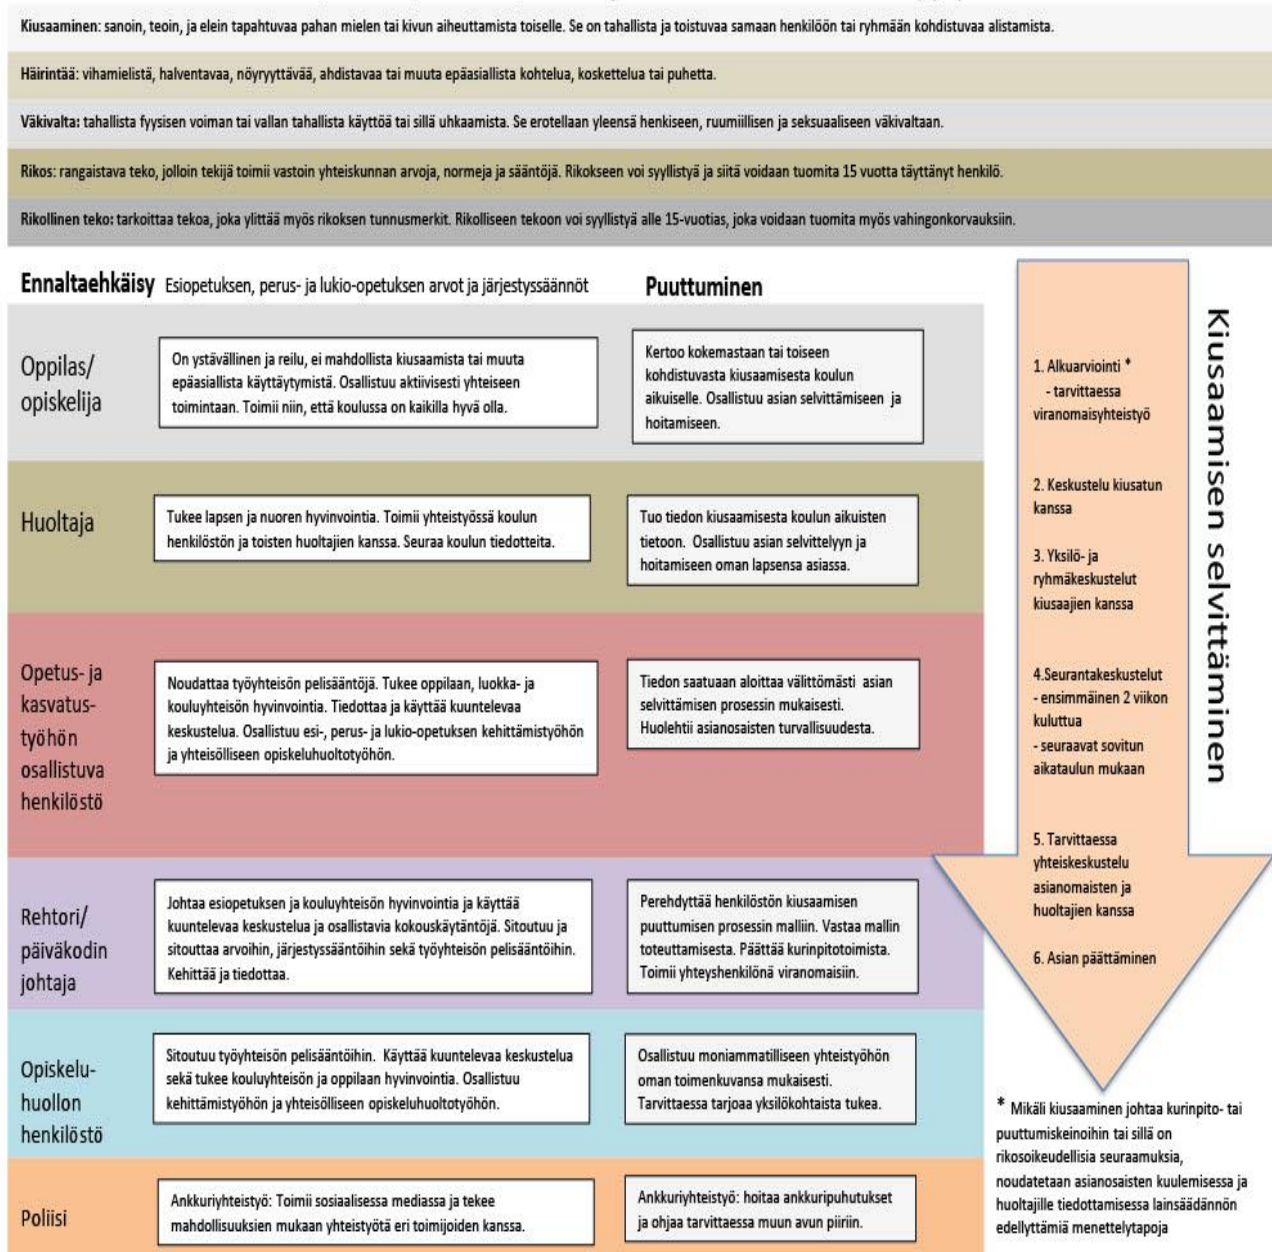 Kiusaaminen: sanoin, teoin, ja elein tapahtuvaa pahan mielen tai kivun aiheuttamista toiselle. Se on tahallista ja toistuvaa samaan henkilöön tai ryhmään kohdistuvaa alistamista.
Häirintää: vihamielistä, halventavaa, nöyryyttävää, ahdistavaa tai muuta epäasiallista kohtelua, koskettelua tai puhetta.
Väkivalta: tahallista fyysisen voiman tai vallan tahallista käyttöä tai sillä uhkaamista. Se erotellaan yleensä henkiseen, ruumiillisen ja seksuaaliseen väkivaltaan.
Rikos: rangaistava teko, jolloin tekijä toimii vastoin yhteiskunnan arvoja, normeja ja sääntöjä. Rikokseen voi syyllistyä ja siitä voidaan tuomita 15 vuotta täyttänyt henkilö.
Rikollinen teko: tarkoittaa tekoa, joka ylittää myös rikoksen tunnusmerkit. Rikolliseen tekoon voi syyllistyä alle 15-vuotias, joka voidaan tuomita myös vahingonkorvauksiin.
Ennaltaehkäisy Esiopetuksen, perus- ja lukio-opetuksen arvot ja järjestyssäännöt
Puuttuminen
Oppilas/
opiskelija
On ystävällinen ja reilu, ei mahdollista kiusaamista tai muuta
epäasiallista käyttäytymistä. Osallistuu aktiivisesti yhteiseen
toimintaan. Toimii niin, että koulussa on kaikilla hyvä olla.
Kertoo kokemastaan tai toiseen
kohdistuvasta kiusaamisesta koulun
aikuiselle. Osallistuu asian selvittämiseen ja
hoitamiseen.
Huoltaja
Tukee lapsen ja nuoren hyvinvointia. Toimii yhteistyössä koulun
henkilöstön ja toisten huoltajien kanssa. Seuraa koulun tiedotteita.
Tuo tiedon kiusaamisesta koulun aikuisten
tietoon. Osallistuu asian selvittelyyn ja
hoitamiseen oman lapsensa asiassa.
Opetus- ja
kasvatus-
työhön
osallistuva
henkilöstö
Noudattaa työyhteisön pelisääntöjä. Tukee oppilaan, luokka- ja
kouluyhteisön hyvinvointia. Tiedottaa ja käyttää kuuntelevaa
keskustelua. Osallistuu esi-, perus- ja lukio-opetuksen kehittämistyöhön
ja yhteisölliseen opiskeluhuoltotyöhön.
Tiedon saatuaan aloittaa välittömästi asian
selvittämisen prosessin mukaisesti.
Huolehtii asianosaisten turvallisuudesta.
Rehtori/
päiväkodin
johtaja
Johtaa esiopetuksen ja kouluyhteisön hyvinvointia ja käyttää
kuuntelevaa keskustelua ja osallistavia kokouskäytäntöjä. Sitoutuu ja
sitouttaa arvoihin, järjestyssääntöihin sekä työyhteisön pelisääntöihin.
Kehittää ja tiedottaa.
Perehdyttää henkilöstön kiusaamisen
puuttumisen prosessin malliin. Vastaa mallin
toteuttamisesta. Päättää kurinpitotoimista.
Toimii yhteyshenkilönä viranomaisiin.
Opiskelu-
huollon
henkilöstö
Sitoutuu työyhteisön pelisääntöihin. Käyttää kuuntelevaa keskustelua
sekä tukee kouluyhteisön ja oppilaan hyvinvointia. Osallistuu
kehittämistyöhön ja yhteisölliseen opiskeluhuoltotyöhön.
Osallistuu moniammatilliseen yhteistyöhön
oman toimenkuvansa mukaisesti.
Tarvittaessa tarjoaa yksilökohtaista tukea.
Poliisi
Ankkuriyhteistyö: Toimii sosiaalisessa mediassa ja tekee
mahdollisuuksien mukaan yhteistyötä eri toimijoiden kanssa.
Ankkuriyhteistyö: hoitaa ankkuripuhutukset
ja ohjaa tarvittaessa muun avun piiriin.
Kiusaamisen selvittäminen
1. Alkuarviointi *
- tarvittaessa
viranomaisyhteistyö
2. Keskustelu kiusatun
kanssa
3. Yksilö- ja
ryhmäkeskustelut
kiusaajien kanssa
4.Seurantakeskustelut
- ensimmäinen 2 viikon
kuluttua
- seuraavat sovitun
aikataulun mukaan
5. Tarvittaessa
yhteiskeskustelu
asianomaisten ja
huoltajien kanssa
6. Asian päättäminen
* Mikäli kiusaaminen johtaa kurinpito- tai
puuttumiskeinoihin tai sillä on
rikosoikeudellisia seuraamuksia,
noudatetaan asianosaisten kuulemisessa ja
huoltajille tiedottamisessa lainsäädännön
edellyttämiä menettelytapoja